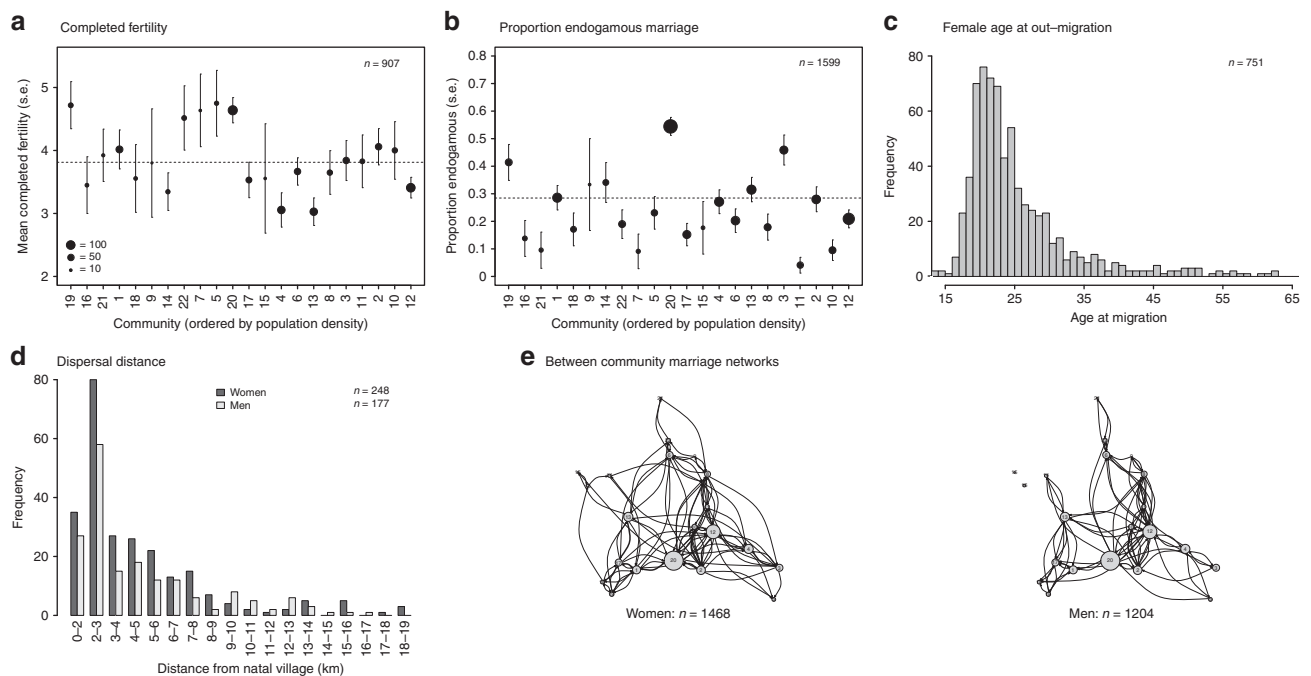 a Completed fertility
Mean completed fertility (s.e.)
5
4
3
2
n = 907
= 100
= 50
= 10
19 16 21 1 18 9 14 22 7 5 20 17 15 4 6 13 8 3 11 2 10 12
Community (ordered by population density)
b Proportion endogamous marriage
Proportion endogamous (s.e.)
0.8
0.7
0.6
0.5
0.4
0.3
0.2
0.1
0
n = 1599
19 16 21 1 18 9 14 22 7 5 20 17 15 4 6 13 8 3 11 2 10 12
Community (ordered by population density)
c Female age at out–migration
Frequency
80
60
40
20
0
n = 751
15 25 35 45 55 65
Age at migration
d Dispersal distance
Frequency
80
60
40
20
0
Women
Men
n = 248
n = 177
0–2 2–3 3–4 4–5 5–6 6–7 7–8 8–9 9–10 10–11 11–12 12–13 13–14 14–15 15–16 16–17 17–18 18–19
Distance from natal village (km)
e Between community marriage networks
12
20
Women: n = 1468
12
20
Men: n = 1204